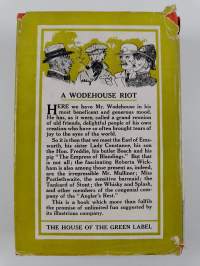 A WODEHOUSE RIOT
HERE we have Mr. Wodehouse in his
most beneficent and generous mood.
He has, as it were, called a grand reunion
of old friends, delightful people of his own
creation who have so often brought tears of
joy to the eyes of the world.
So it is then that we meet the Earl of Ems-
worth, his sister Lady Constance, his son
the Hon. Freddie, his butler Beach and his
pig "The Empress of Blandings." But that
is not all; the fascinating Roberta Wick-
ham is also among those present as, indeed,
are the irrepressible Mr. Mulliner; Miss
Postlethwaite, the sensitive barmaid; the
Tankard of Stout; the Whisky and Splash,
and other members of the congenial com-
pany of the "Angler's Rest."
This is a book which more than fulfils
the promise of unlimited fun supported by
its illustrious company.
THE HOUSE OF THE GREEN LABEL